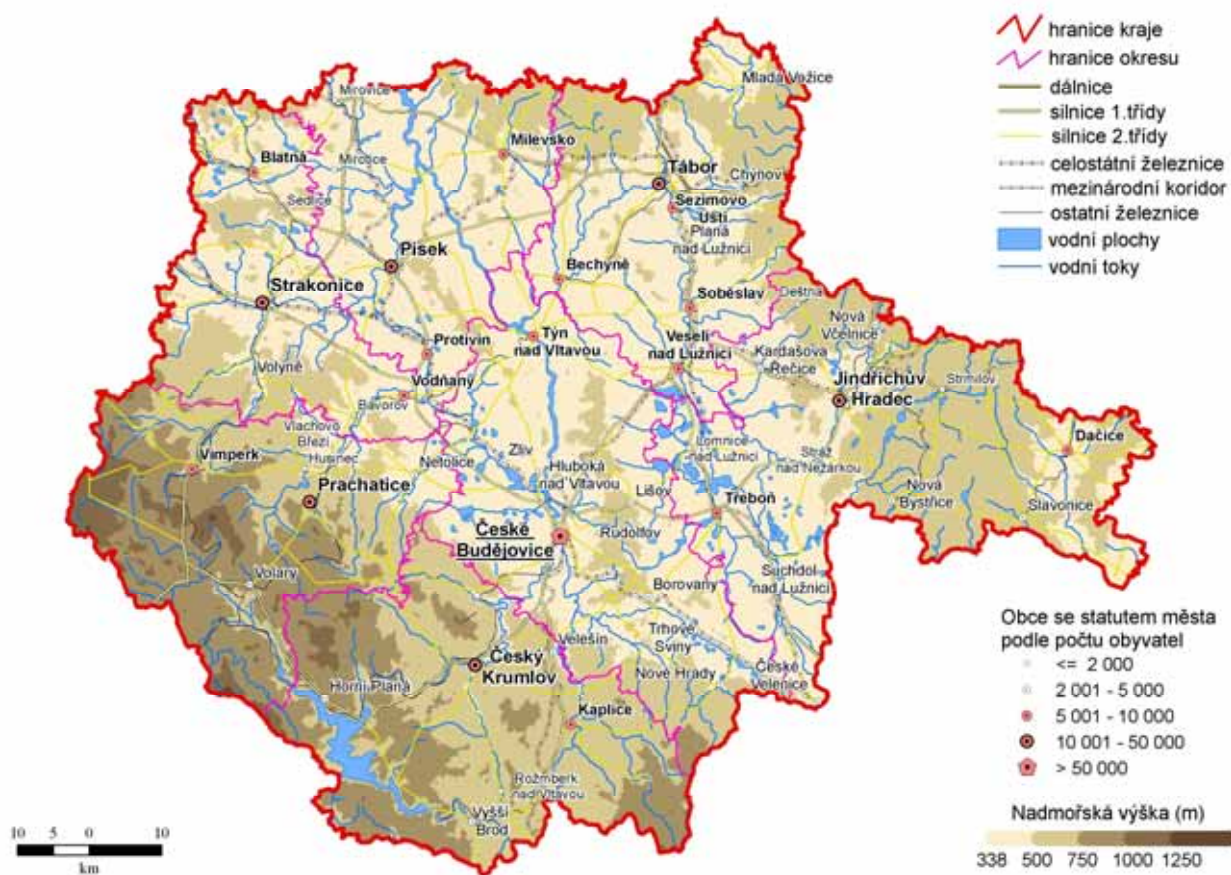 hranice kraje
hranice okresu
dálnice
silnice 1.třídy
silnice 2.třídy
celostátní železnice
mezinárodní koridor
ostatní železnice
vodní plochy
vodní toky
Mladá Vožice
Mirovice
Milevsko
Mirotice
Blatná
Tábor
Chýnov
Sedlice
Sezimovo
Ústí
Planá
nad Lužnicí
Písek
Bechyně
Strakonice
Soběslav
Deštná
Nová
Včelnice
Protivín
Týn
nad Vltavou
Veselí
nad Lužnicí
Kardašova
Řečice
Volyně
Vodňany
Jindřichův
Hradec
Strmilov
Bavorov
Vlachovo
Březí
Husinec
Lomnice
nad Lužnicí
Dačice
Vimperk
Netolice
Zliv
Hluboká
nad Vltavou
Lišov
Stráž
nad Nežárkou
Prachatice
Třeboň
Nová
Bystřice
Slavonice
České
Budějovice
Rudolfov
Volary
Borovany
Suchdol
nad Lužnicí
Velešín
Trhové
Sviny
Český
Krumlov
Nové Hrady
České
Velenice
Horní Planá
Kaplice
Rožmberk
nad Vltavou
Vyšší
Brod
Obce se statutem města
podle počtu obyvatel
<= 2 000
2 001 - 5 000
5 001 - 10 000
10 001 - 50 000
> 50 000
Nadmořská výška (m)
338 500 750 1000 1250
10 5 0 10
km